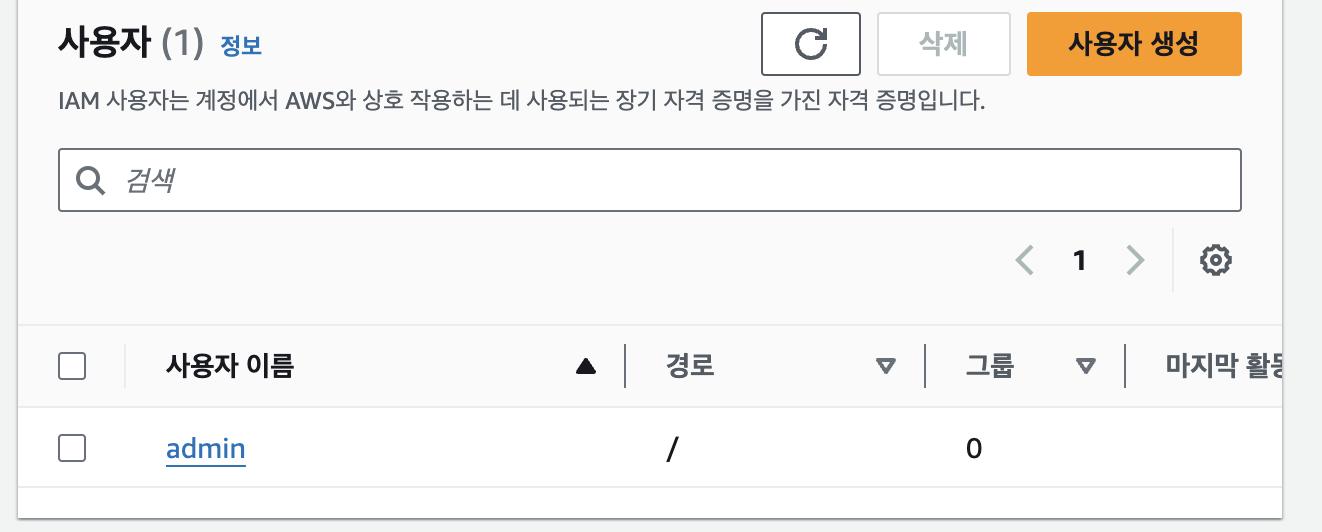 사용자 (1) 정보
삭제
사용자 생성
IAM 사용자는 계정에서 AWS와 상호 작용하는 데 사용되는 장기 자격 증명을 가진 자격 증명입니다.
검색
1
사용자 이름 경로 그룹 마지막 활동
admin / 0